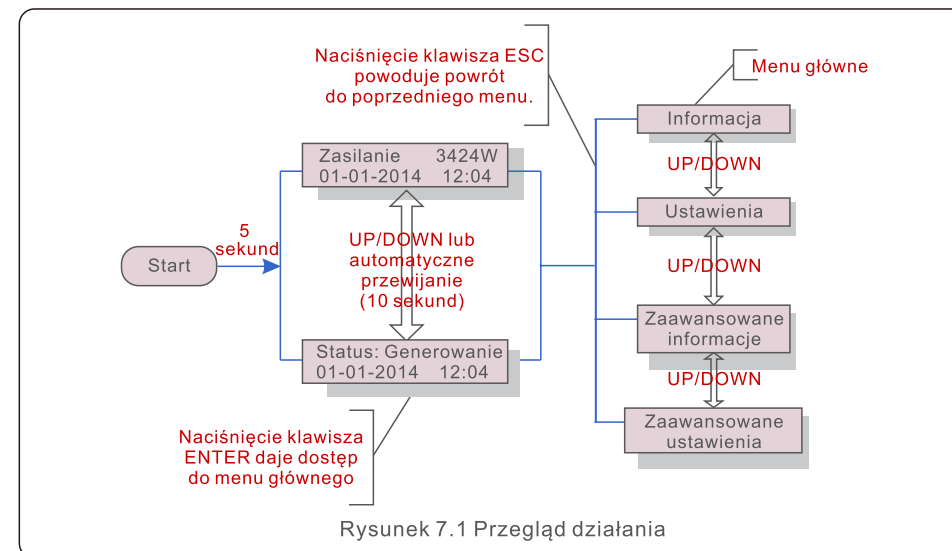 Naciśnięcie klawisza ESC
powoduje powrót
do poprzedniego menu.
Menu główne
Informacja
UP/DOWN
Ustawienia
UP/DOWN
Zaawansowane
informacje
UP/DOWN
Zaawansowane
ustawienia
Zasilanie 3424W
01-01-2014 12:04
5
sekund
Start
UP/DOWN lub
automatyczne
przewijanie
(10 sekund)
Status: Generowanie
01-01-2014 12:04
Naciśnięcie klawisza
ENTER daje dostęp
do menu głównego
Rysunek 7.1 Przegląd działania